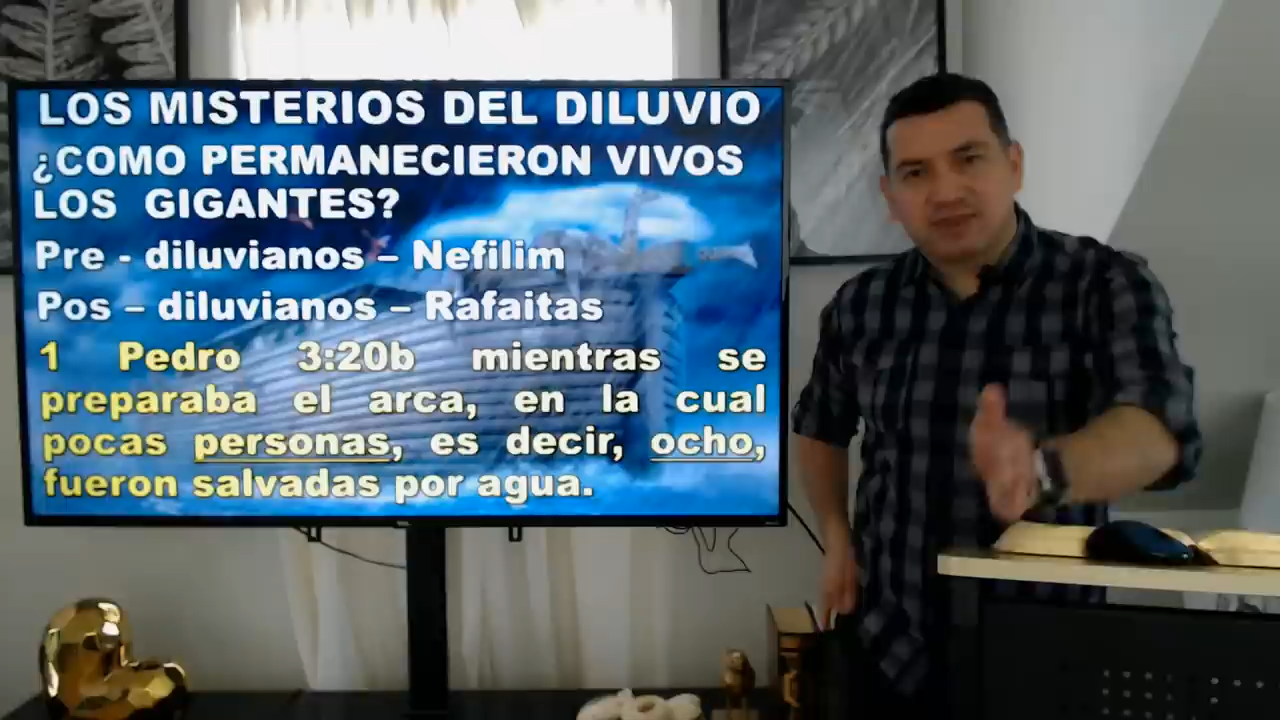 LOS MISTERIOS DEL DILUVIO
¿COMO PERMANECIERON VIVOS
LOS GIGANTES?
Pre - diluvianos – Nefilim
Pos – diluvianos – Rafaitas
1 Pedro 3:20b mientras se
preparaba el arca, en la cual
pocas personas, es decir, ocho,
fueron salvadas por agua.